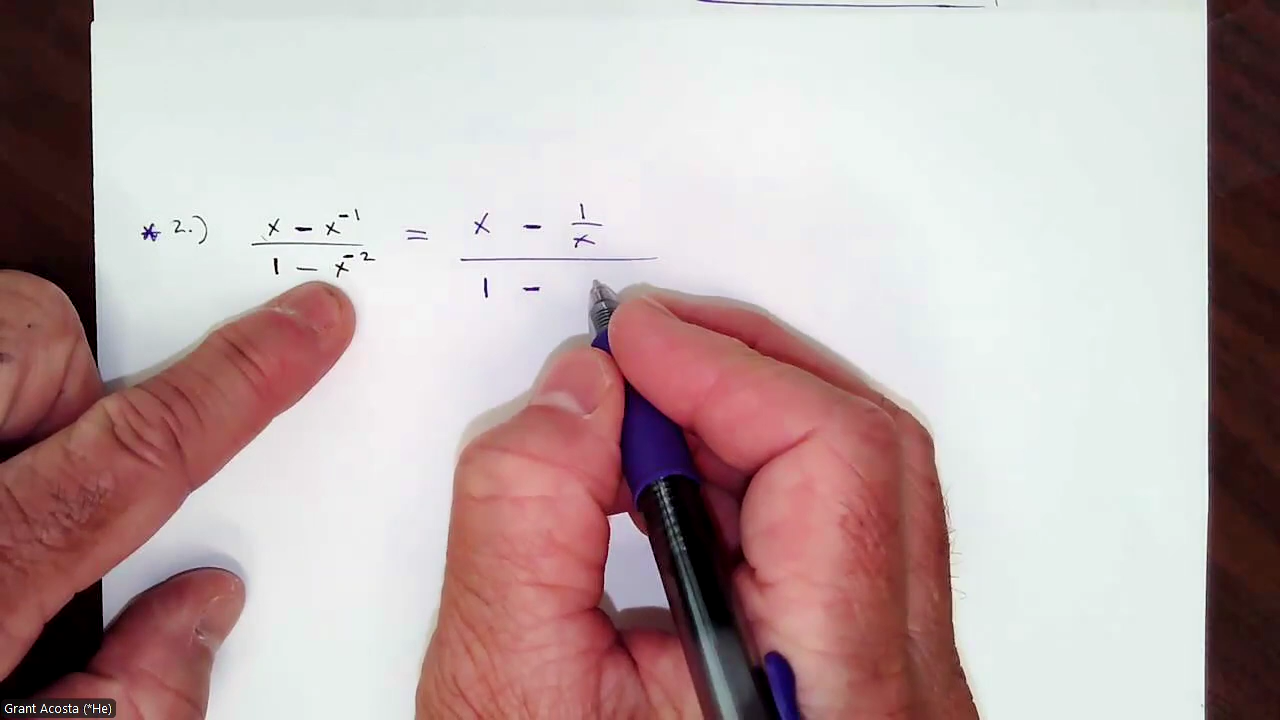 * 2.) x - x⁻¹ / 1 - x⁻² = x - 1/x / 1 -
Grant Acosta (*He)